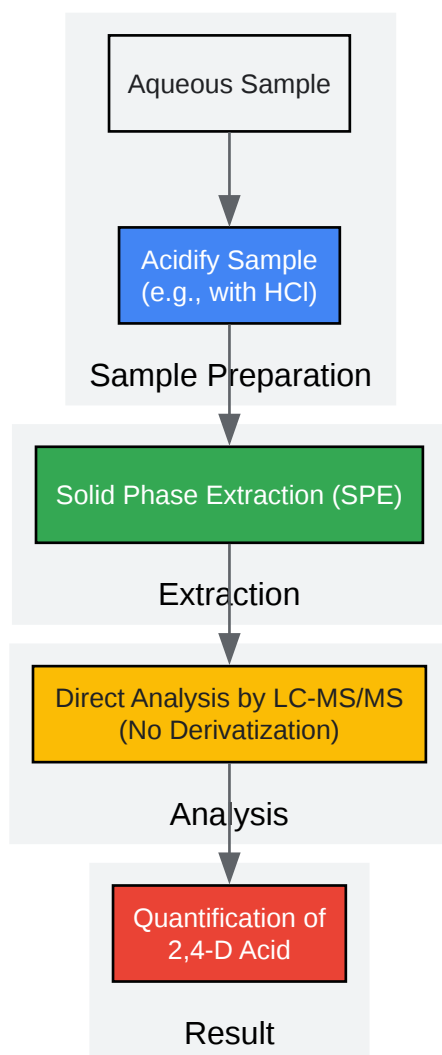 Aqueous Sample
Acidify Sample
(e.g., with HCl)
Sample Preparation
Solid Phase Extraction (SPE)
Extraction
Direct Analysis by LC-MS/MS
(No Derivatization)
Analysis
Quantification of
2,4-D Acid
Result